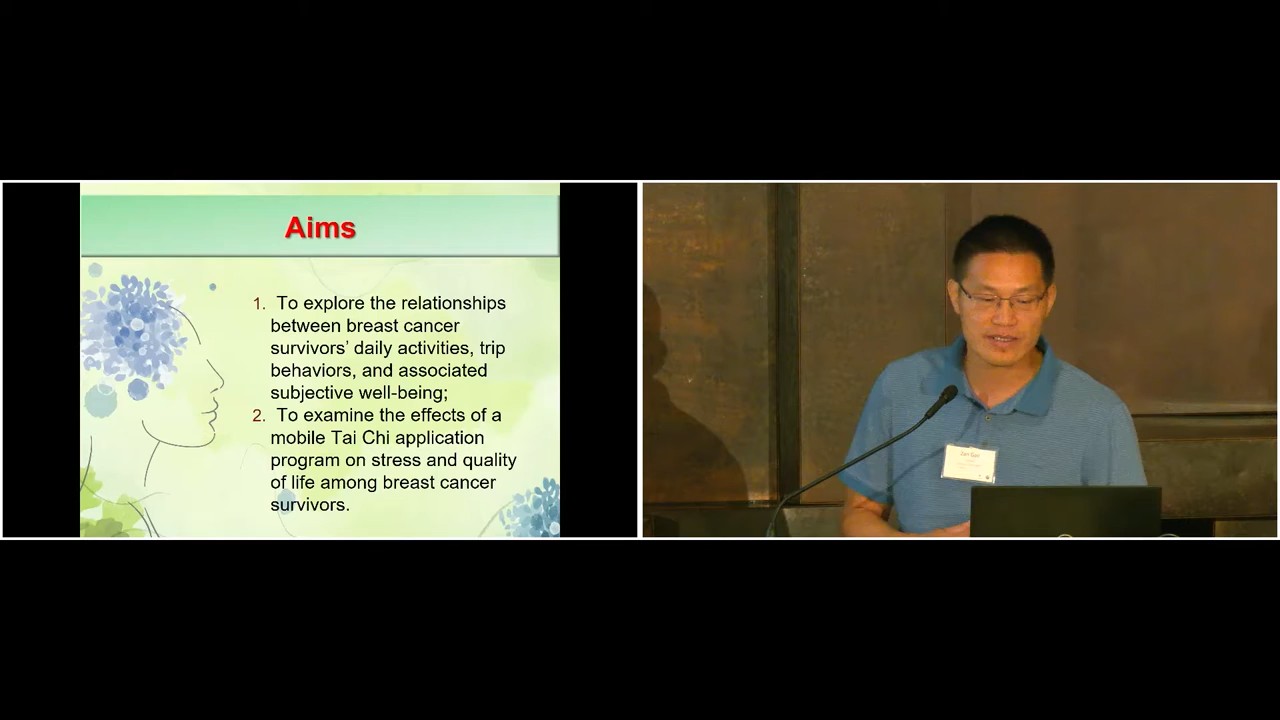 Aims
1. To explore the relationships
between breast cancer
survivors’ daily activities, trip
behaviors, and associated
subjective well-being;
2. To examine the effects of a
mobile Tai Chi application
program on stress and quality
of life among breast cancer
survivors.